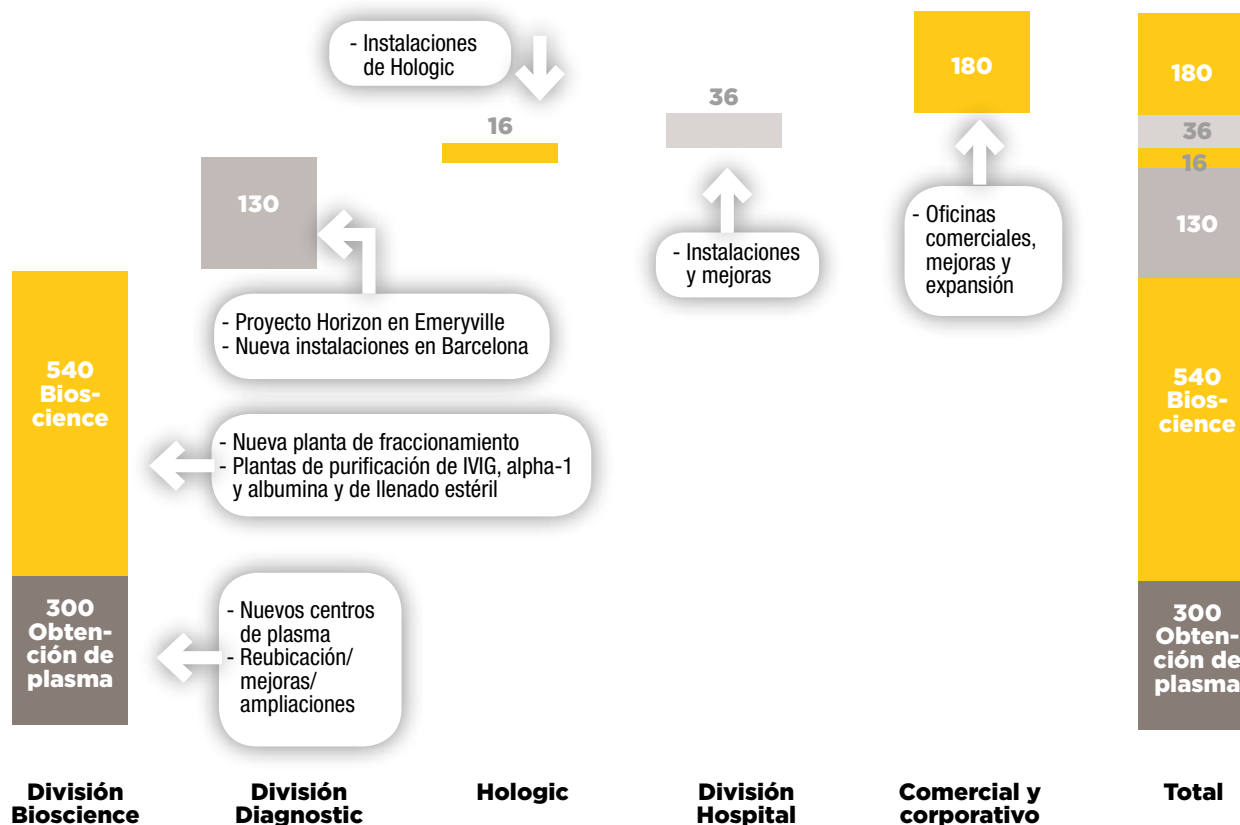 - Instalaciones
de Hologic
16
130
- Proyecto Horizon en Emeryville
- Nueva instalaciones en Barcelona
36
- Instalaciones
y mejoras
180
- Oficinas
comerciales,
mejoras y
expansión
540
Bios-
cience
- Nueva planta de fraccionamiento
- Plantas de purificación de IVIG, alpha-1
y albumina y de llenado estéril
300
Obten-
ción de
plasma
- Nuevos centros
de plasma
- Reubicación/
mejoras/
ampliaciones
180
36
16
130
540
Bios-
cience
300
Obten-
ción de
plasma
División
Bioscience
División
Diagnostic
Hologic
División
Hospital
Comercial y
corporativo
Total